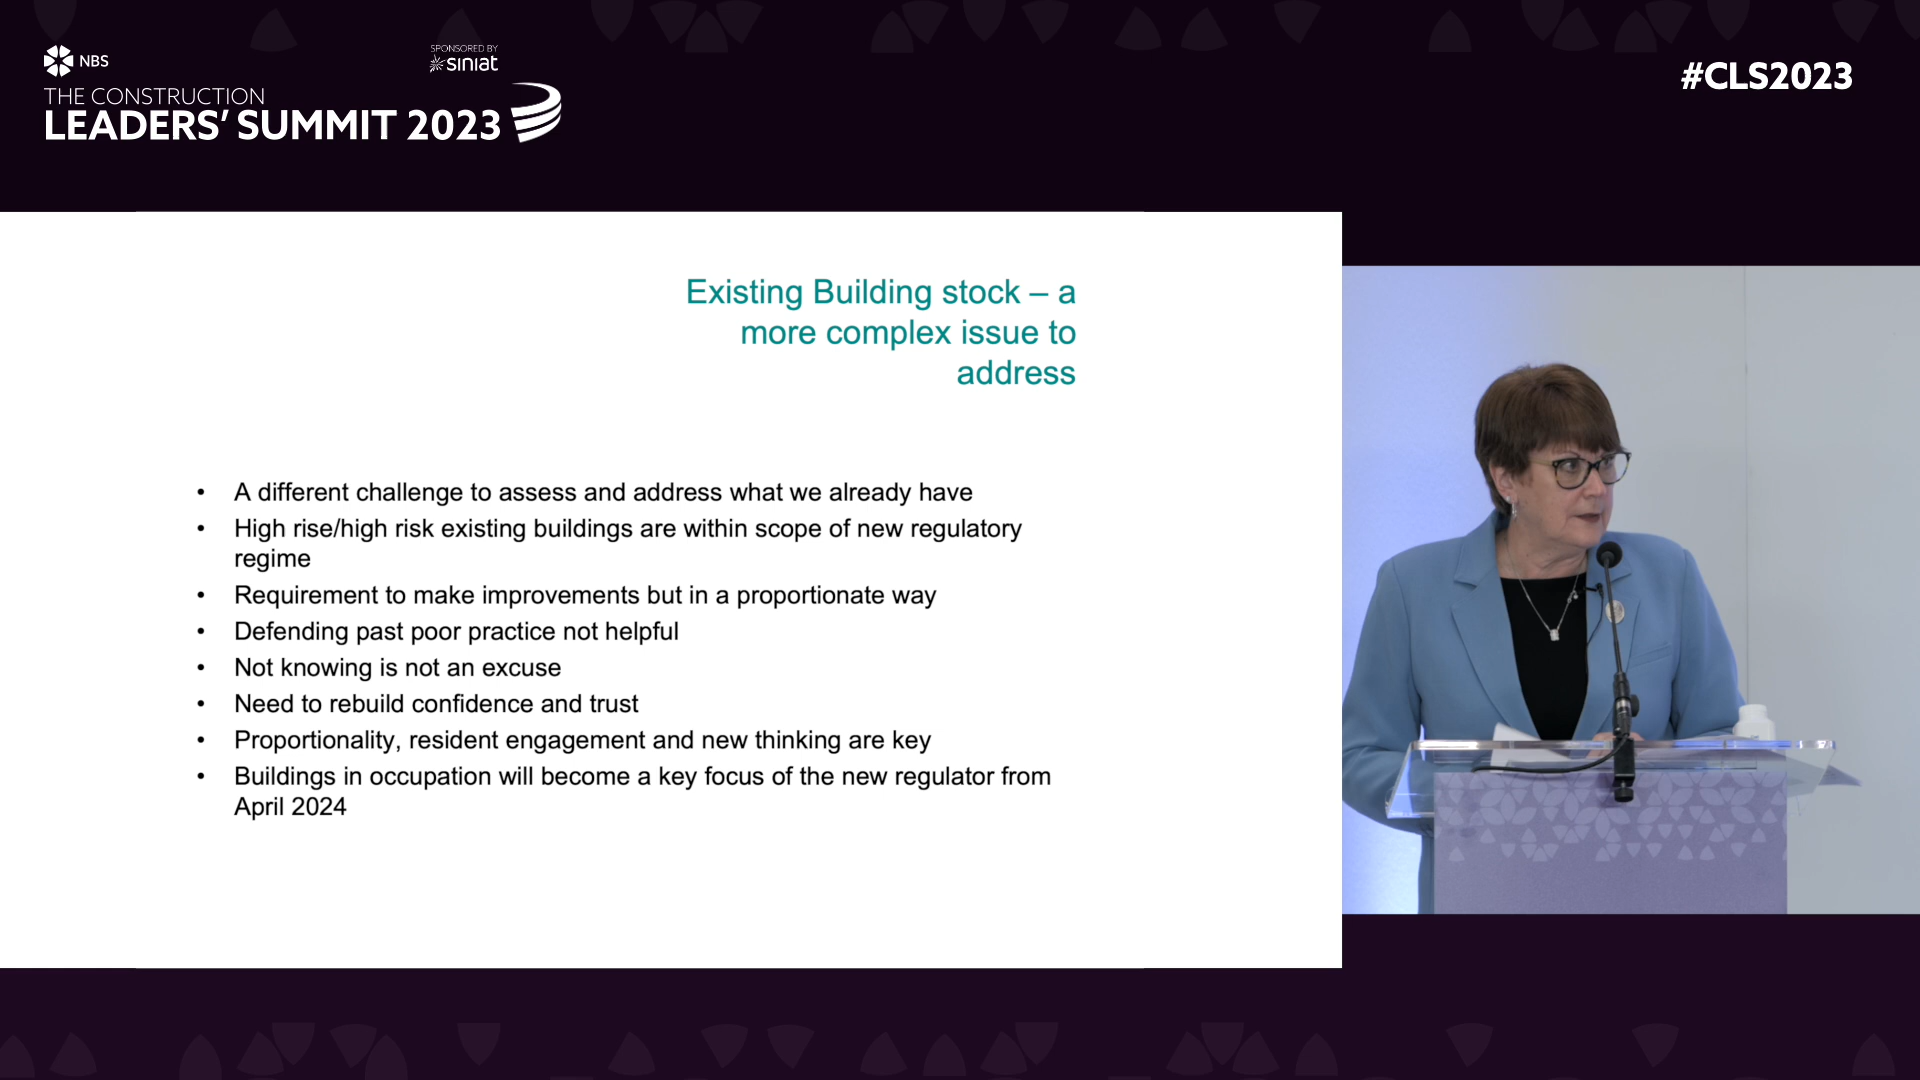 NBS
SPONSORED BY
siniat
THE CONSTRUCTION
LEADERS' SUMMIT 2023
#CLS2023
Existing Building stock – a
more complex issue to
address
• A different challenge to assess and address what we already have
• High rise/high risk existing buildings are within scope of new regulatory
regime
• Requirement to make improvements but in a proportionate way
• Defending past poor practice not helpful
• Not knowing is not an excuse
• Need to rebuild confidence and trust
• Proportionality, resident engagement and new thinking are key
• Buildings in occupation will become a key focus of the new regulator from
April 2024